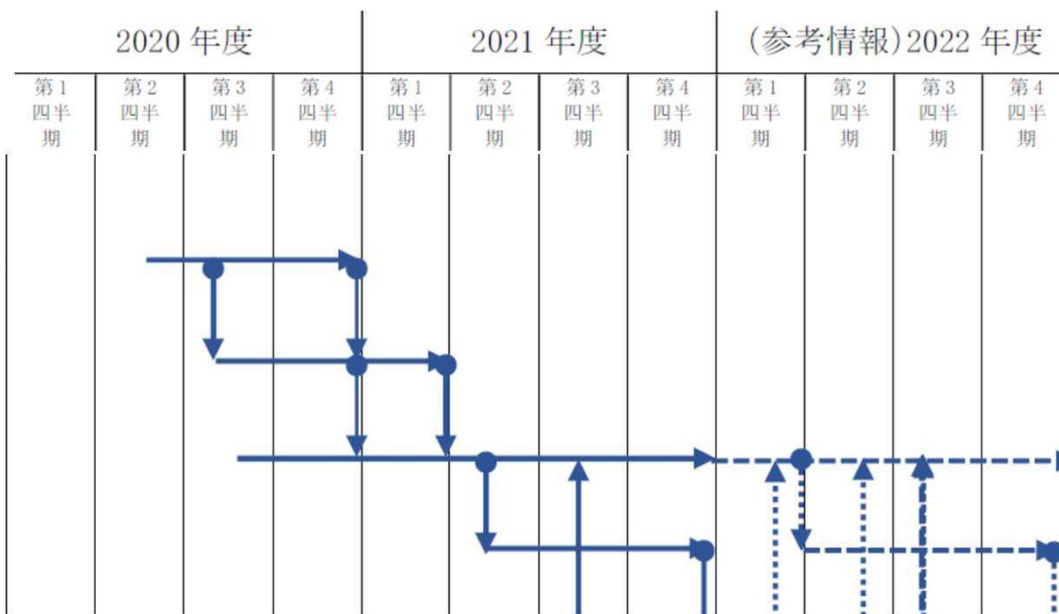 2020 年度 2021 年度 (参考情報)2022 年度
第1 第2 第3 第4 第1 第2 第3 第4 第1 第2 第3 第4
四半 四半 四半 四半 四半 四半 四半 四半 四半 四半 四半 四半
期 期 期 期 期 期 期 期 期 期 期 期